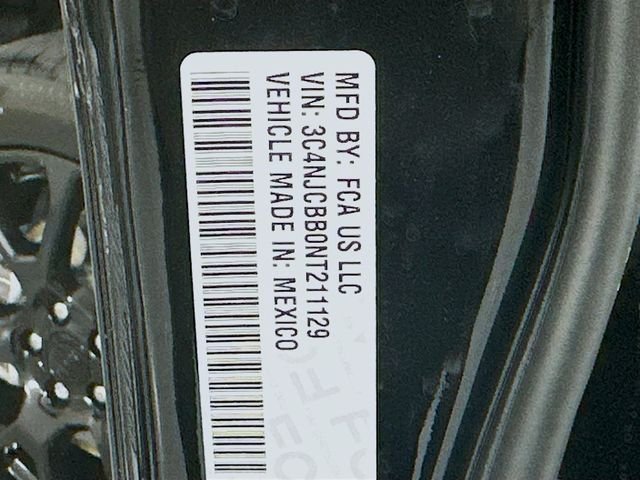 MFD BY: FCA US LLC
VIN: 3C4NJCBB0NT211129
VEHICLE MADE IN: MEXICO